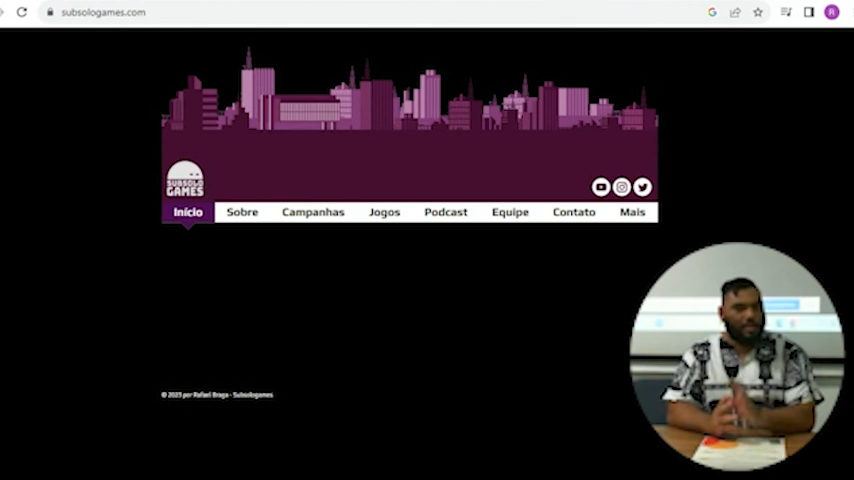 subsologames.com
R
SUBSOLO
GAMES
Início Sobre Campanhas Jogos Podcast Equipe Contato Mais
© 2023 por Rafael Braga - Subsologames